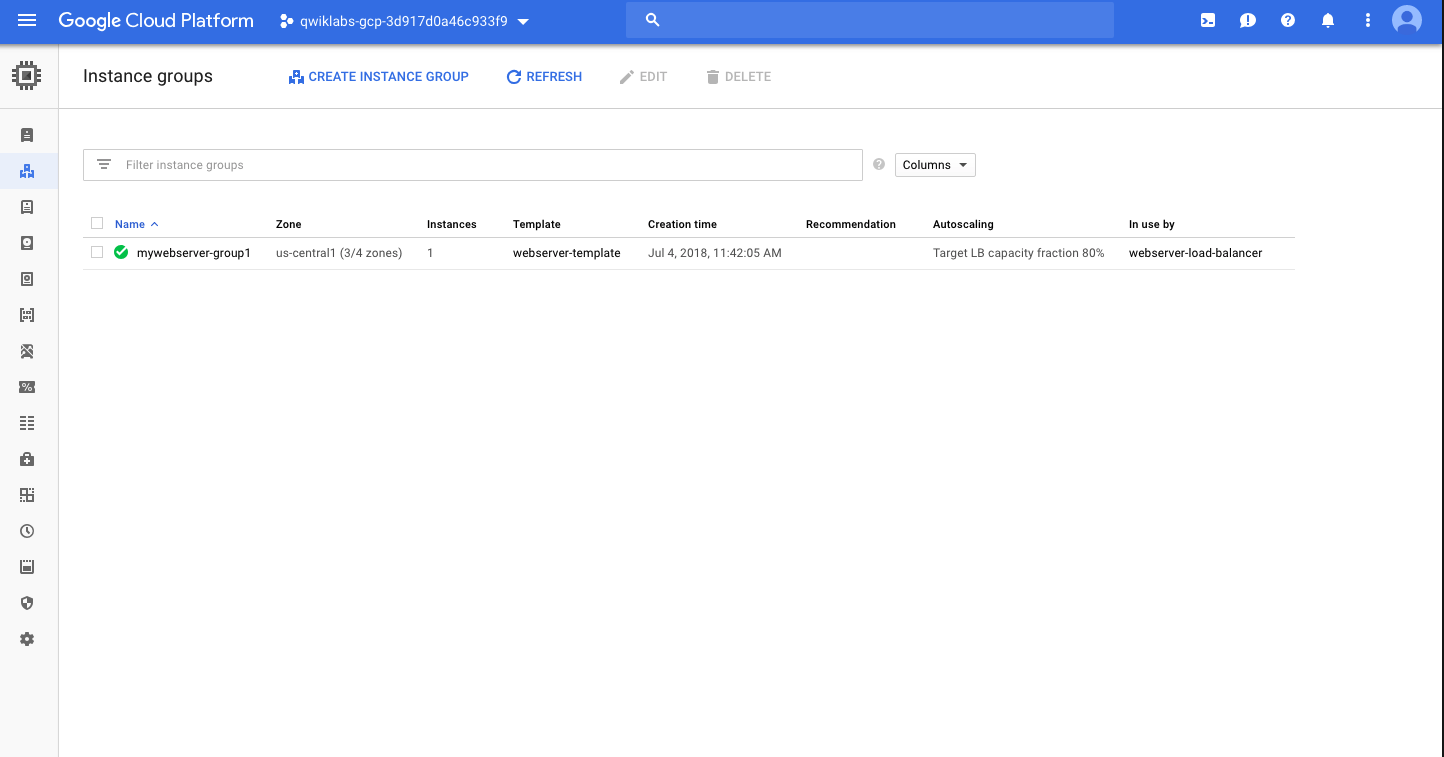 Google Cloud Platform qwiklabs-gcp-3d917d0a46c933f9
Instance groups CREATE INSTANCE GROUP REFRESH EDIT DELETE
Filter instance groups Columns
Name Zone Instances Template Creation time Recommendation Autoscaling In use by
mywebserver-group1 us-central1 (3/4 zones) 1 webserver-template Jul 4, 2018, 11:42:05 AM Target LB capacity fraction 80% webserver-load-balancer